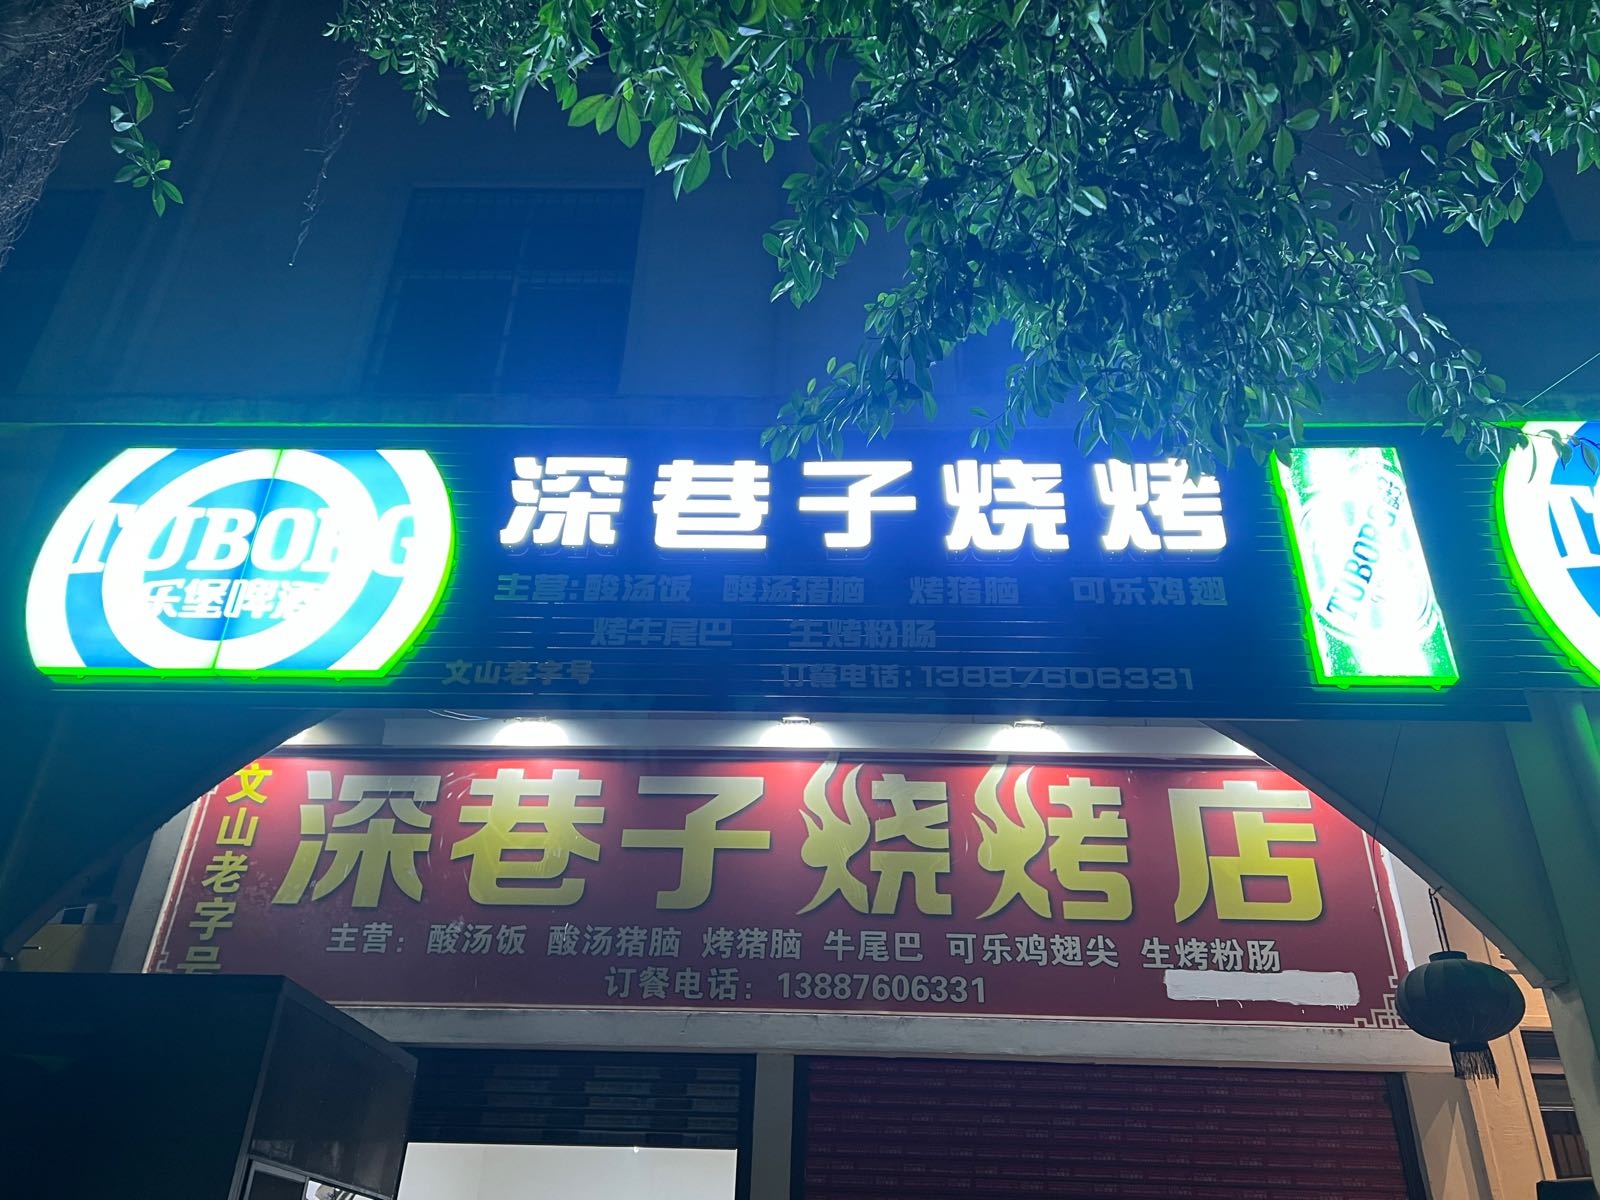 TUBORG
乐堡啤酒
深巷子烧烤
主营:酸汤饭 酸汤猪脑 烤猪脑 可乐鸡翅
烤牛尾巴 生烤粉肠
文山老字号 订餐电话:13887606331
TUBORG
文山老字号
深巷子烧烤店
主营：酸汤饭 酸汤猪脑 烤猪脑 牛尾巴 可乐鸡翅尖 生烤粉肠
订餐电话：13887606331